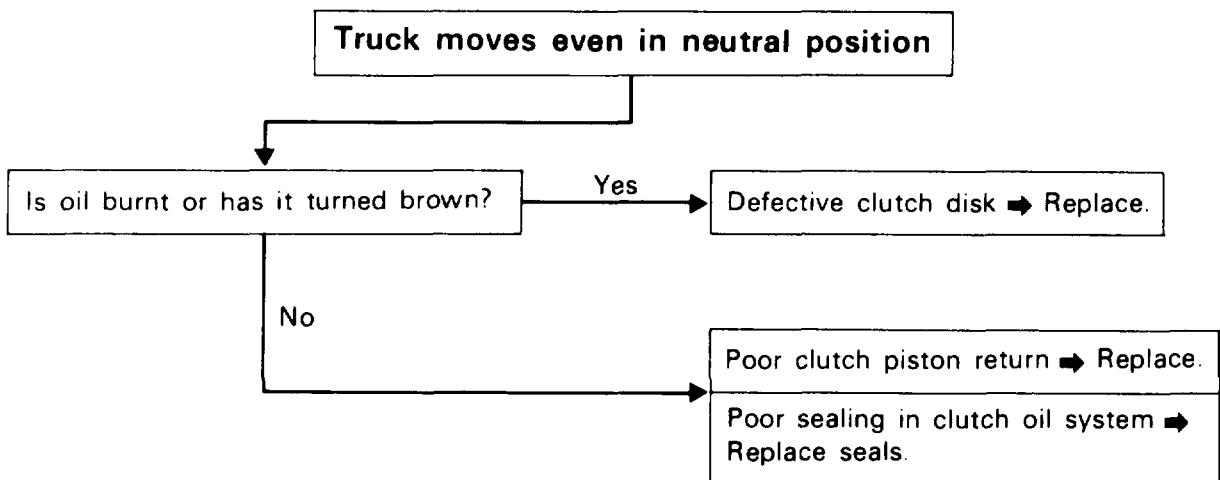 Truck moves even in neutral position
Is oil burnt or has it turned brown?
Yes
Defective clutch disk ➡ Replace.
No
Poor clutch piston return ➡ Replace.
Poor sealing in clutch oil system ➡
Replace seals.